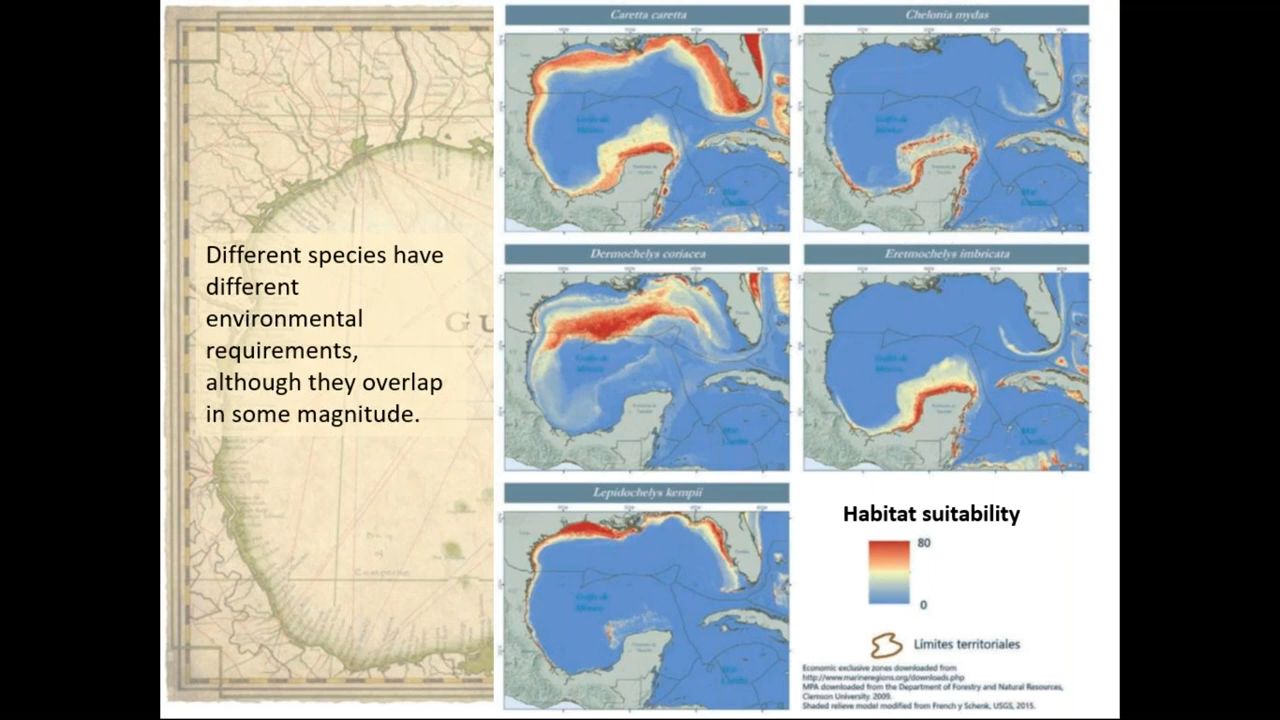 Different species have
different
environmental
requirements,
although they overlap
in some magnitude.
Caretta caretta
Chelonia mydas
Dermochelys coriacea
Eretmochelys imbricata
Lepidochelys kempii
Habitat suitability
80
0
Límites territoriales
Economic exclusive zones downloaded from
http://www.marineregions.org/downloads.php
MPA downloaded from the Department of Forestry and Natural Resources,
Clemson University. 2009.
Shaded relieve model modified from French y Schenk, USGS, 2015.